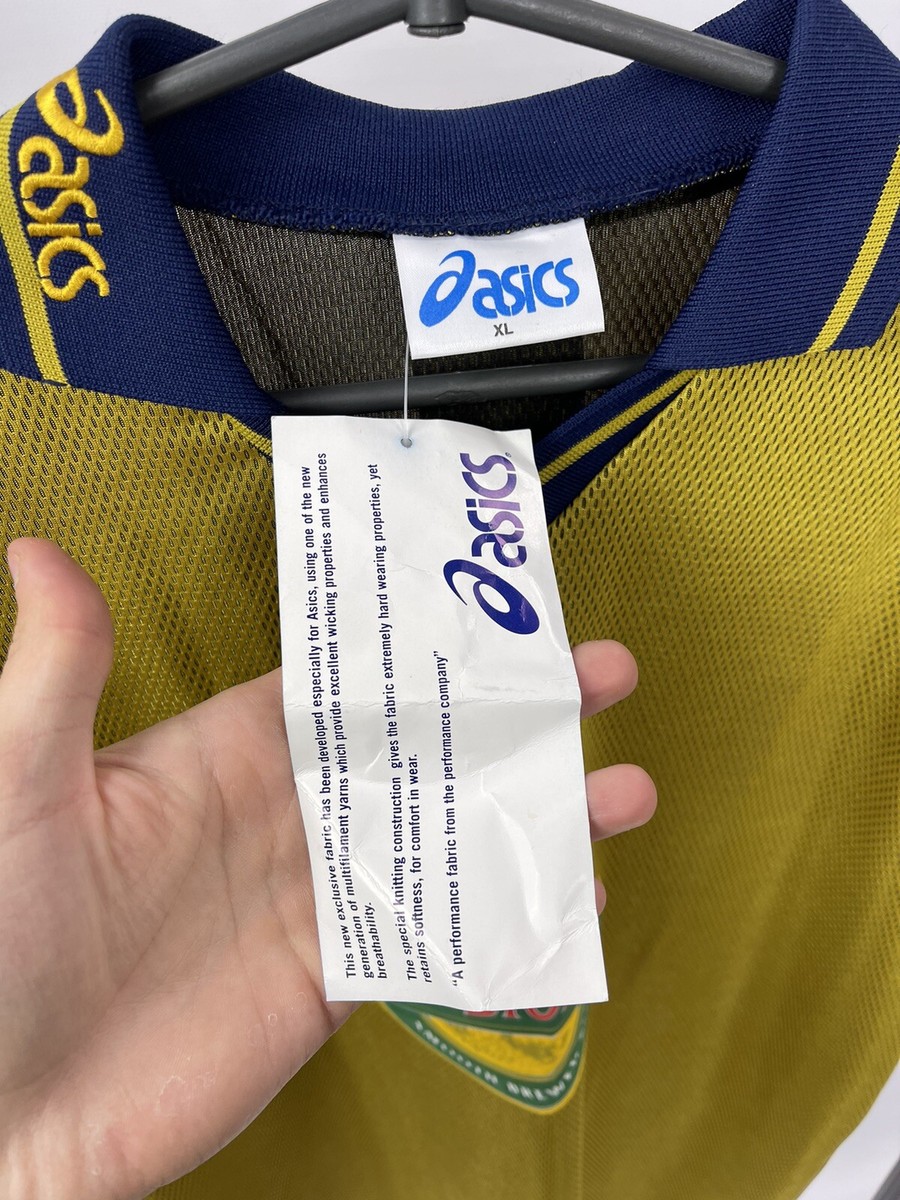 asics
asics
XL
asics
This new exclusive fabric has been developed especially for Asics, using one of the new
generation of multifilament yarns which provide excellent wicking properties and enhances
breathability.
The special knitting construction gives the fabric extremely hard wearing properties, yet
retains softness, for comfort in wear.
"A performance fabric from the performance company"
SMOOTH BREW